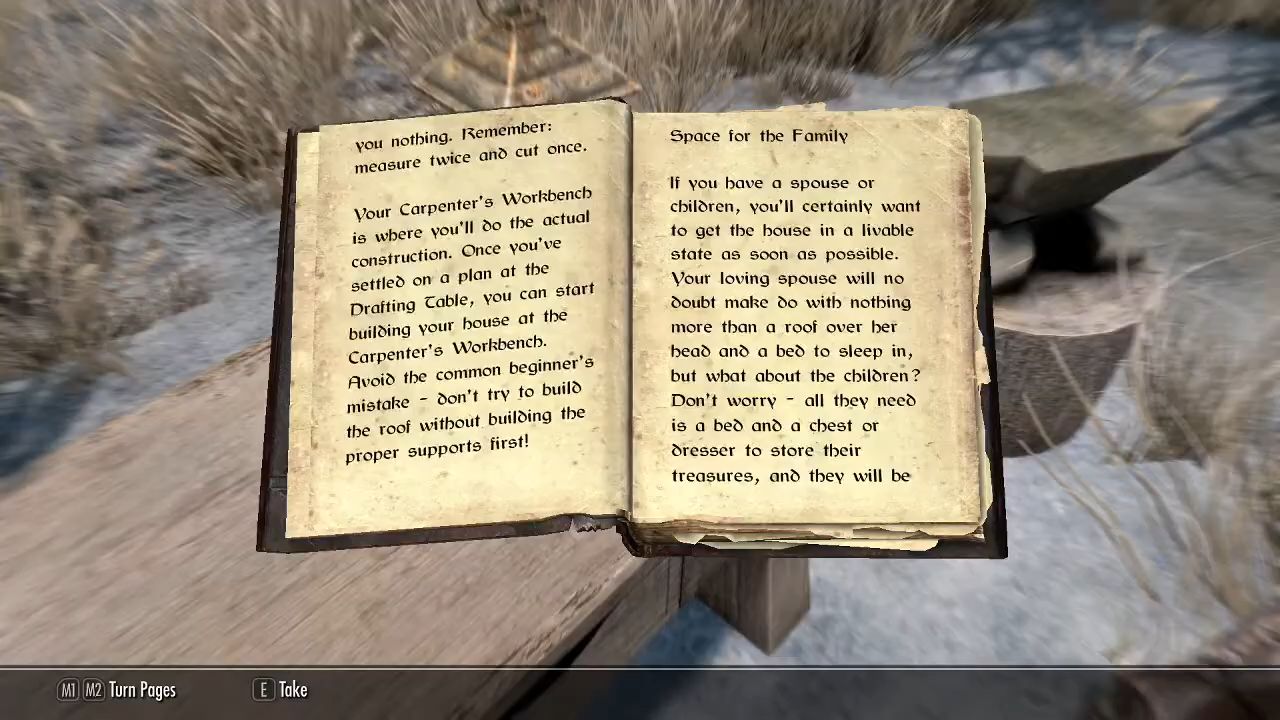 you nothing. Remember:
measure twice and cut once.
Your Carpenter's Workbench
is where you'll do the actual
construction. Once you've
settled on a plan at the
Drafting Table, you can start
building your house at the
Carpenter's Workbench.
Avoid the common beginner's
mistake - don't try to build
the roof without building the
proper supports first!
Space for the Family
If you have a spouse or
children, you'll certainly want
to get the house in a livable
state as soon as possible.
Your loving spouse will no
doubt make do with nothing
more than a roof over her
head and a bed to sleep in,
but what about the children?
Don't worry - all they need
is a bed and a chest or
dresser to store their
treasures, and they will be
M1 M2 Turn Pages E Take